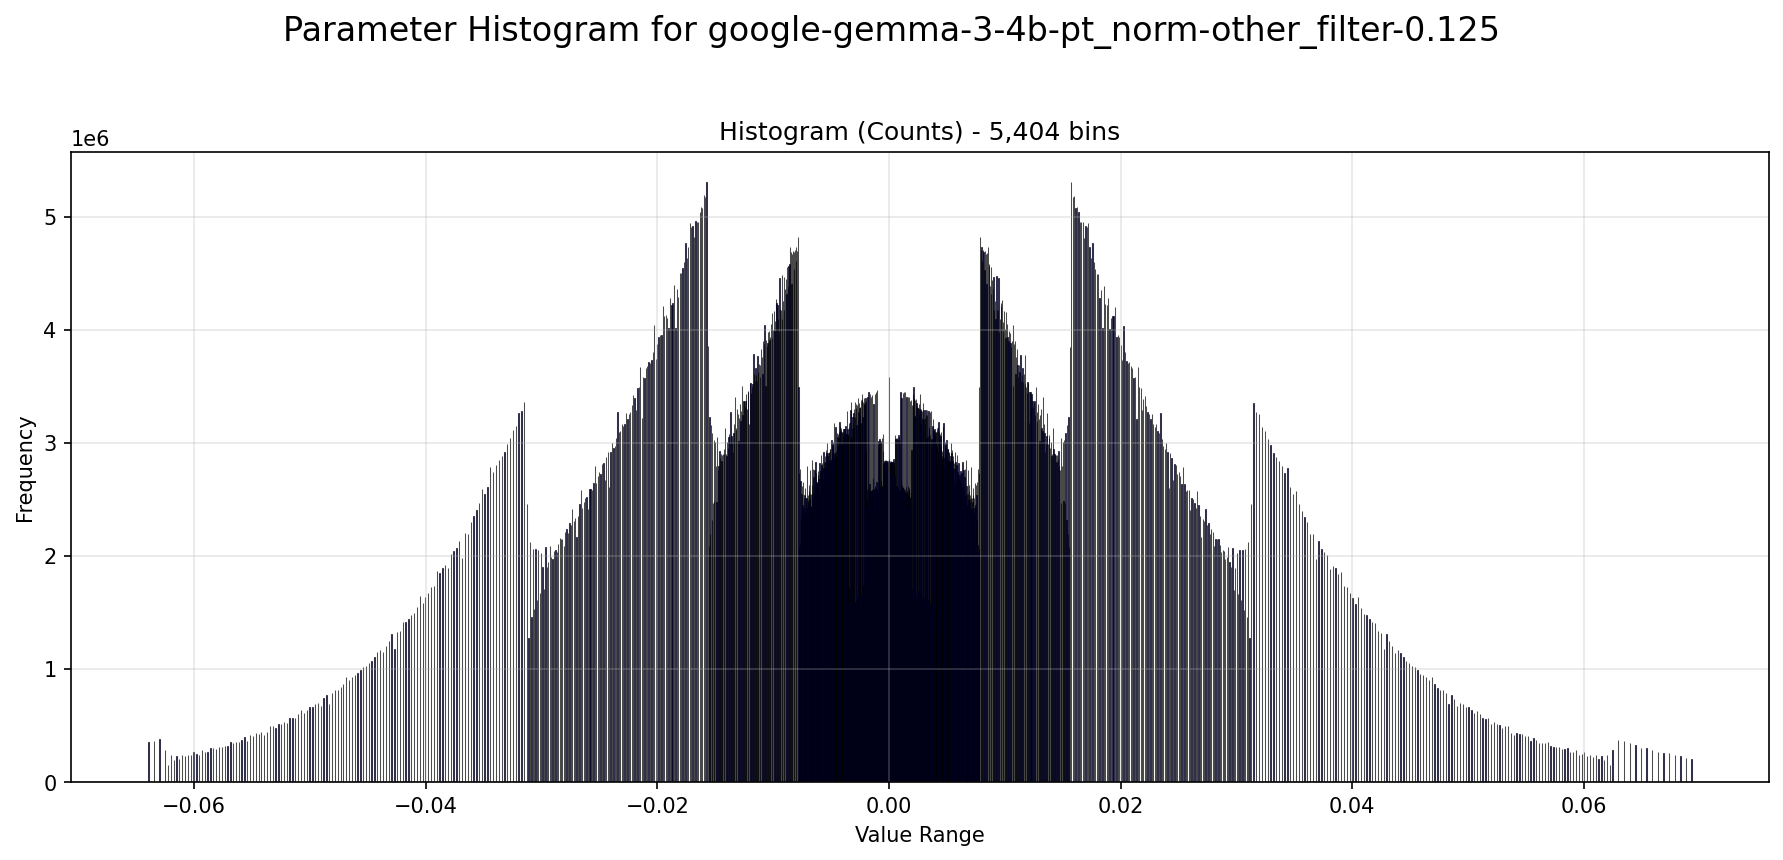 Parameter Histogram for google-gemma-3-4b-pt_norm-other_filter-0.125
Histogram (Counts) - 5,404 bins
1e6
5
4
3
2
1
0
Frequency
−0.06
−0.04
−0.02
0.00
0.02
0.04
0.06
Value Range